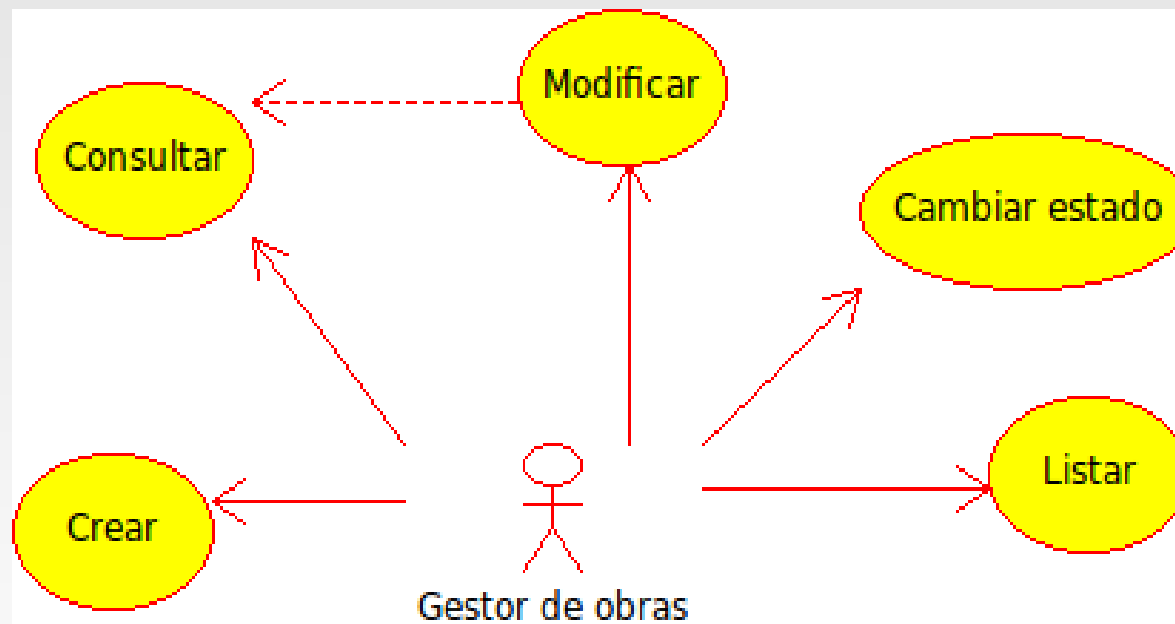 Modificar
Consultar
Cambiar estado
Listar
Crear
Gestor de obras